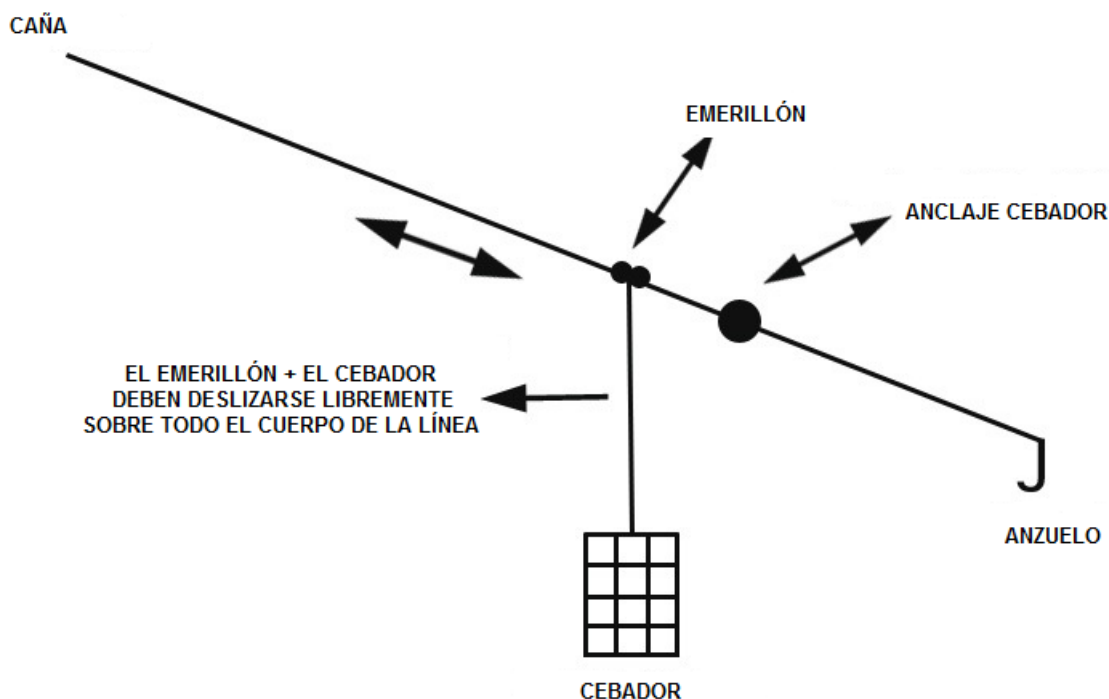 CAÑA
EMERILLÓN
ANCLAJE CEBADOR
EL EMERILLÓN + EL CEBADOR
DEBEN DESLIZARSE LIBREMENTE
SOBRE TODO EL CUERPO DE LA LÍNEA
ANZUELO
CEBADOR